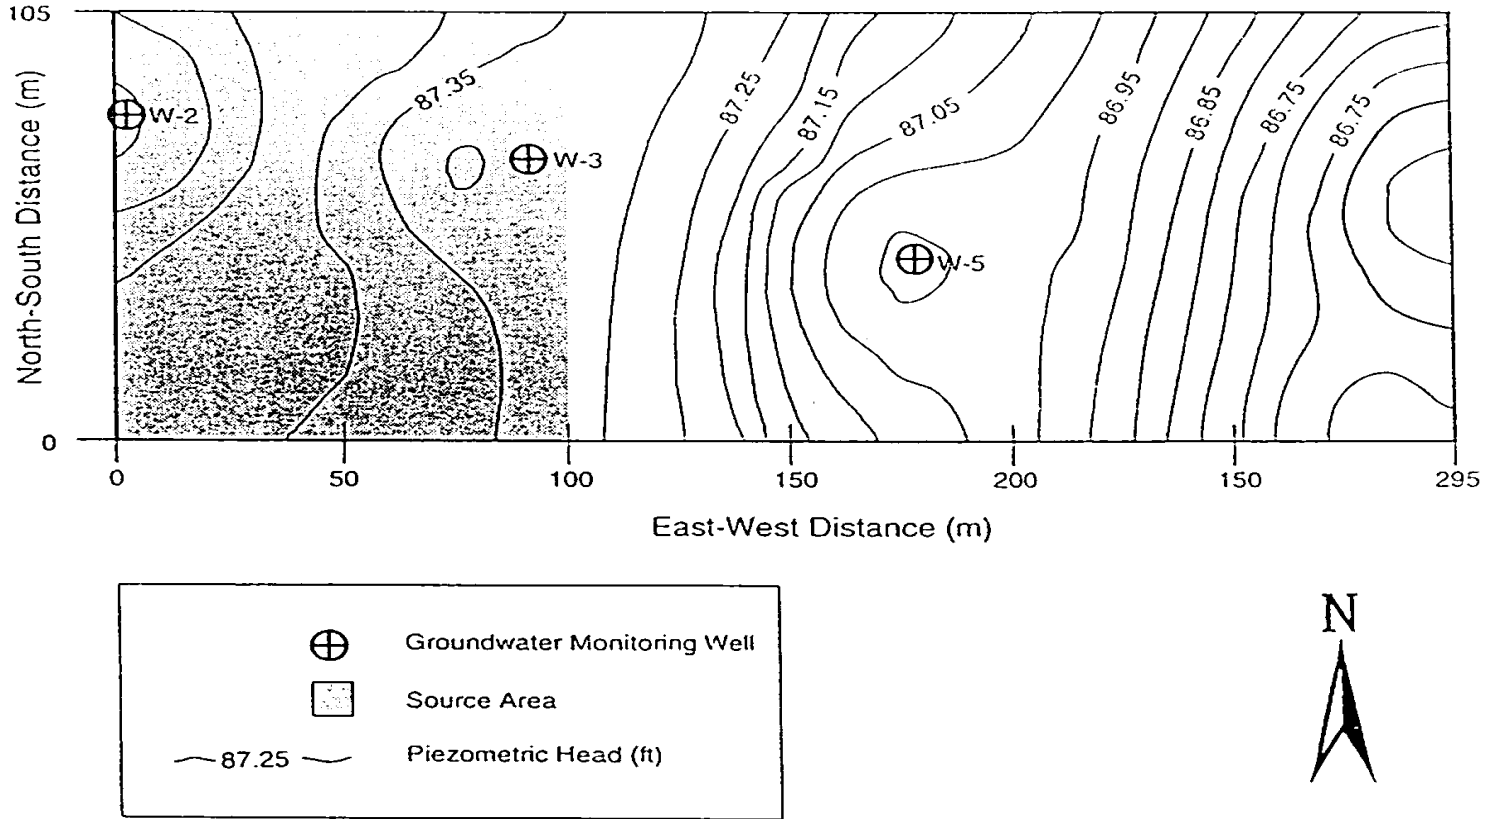 105
North-South Distance (m)
0
W-2
87.35
W-3
87.25
87.15
87.05
W-5
86.95
86.85
86.75
86.75
0
50
100
150
200
150
295
East-West Distance (m)
Groundwater Monitoring Well
Source Area
87.25
Piezometric Head (ft)
N